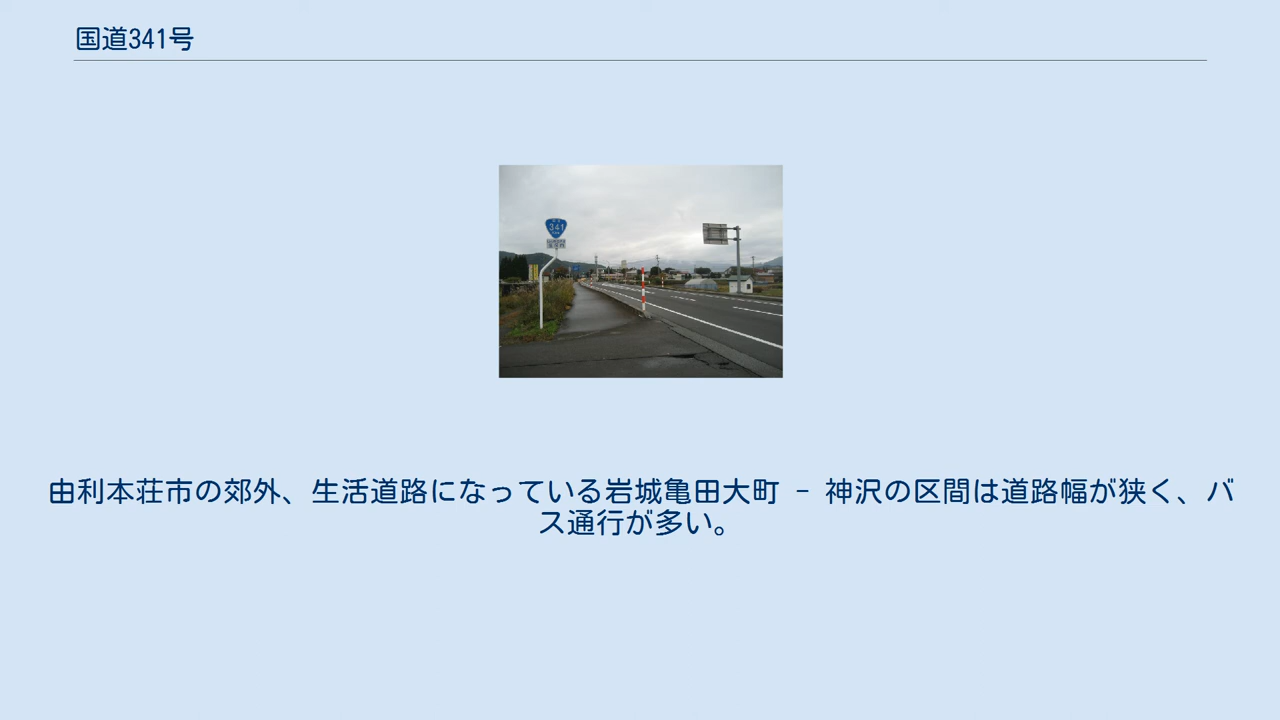 国道341号
341
由利本荘市の郊外、生活道路になっている岩城亀田大町 - 神沢の区間は道路幅が狭く、バ
ス通行が多い。